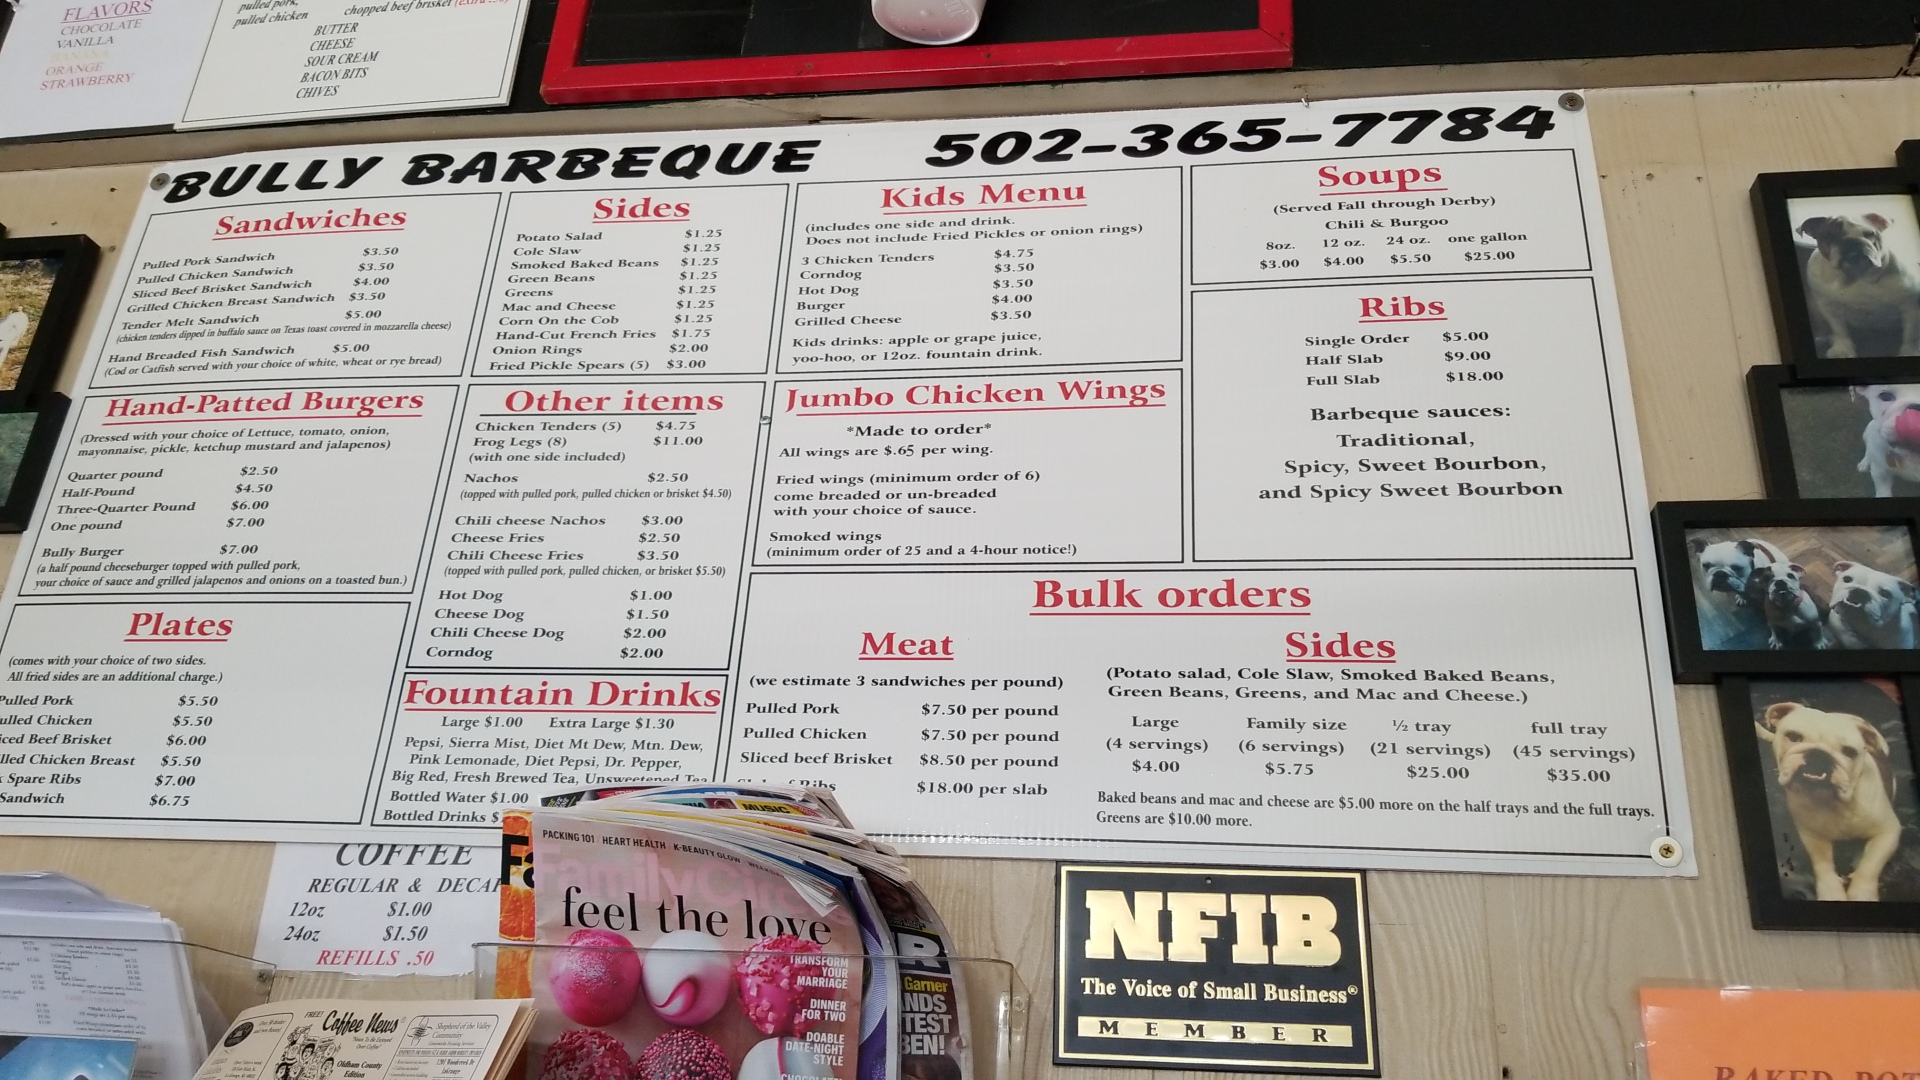 FLAVORS
CHOCOLATE
VANILLA
BANANA
ORANGE
STRAWBERRY
pulled pork,
pulled chicken
chopped beef brisket
BUTTER
CHEESE
SOUR CREAM
BACON BITS
CHIVES
BULLY BARBEQUE 502-365-7784
Sandwiches
Pulled Pork Sandwich $3.50
Pulled Chicken Sandwich $3.50
Sliced Beef Brisket Sandwich $4.00
Grilled Chicken Breast Sandwich $3.50
Tender Melt Sandwich $5.00
(chicken tenders dipped in buffalo sauce on Texas toast covered in mozzarella cheese)
Hand Breaded Fish Sandwich $5.00
(Cod or Catfish served with your choice of white, wheat or rye bread)
Hand-Patted Burgers
(Dressed with your choice of Lettuce, tomato, onion,
mayonnaise, pickle, ketchup mustard and jalapenos)
Quarter pound $2.50
Half-Pound $4.50
Three-Quarter Pound $6.00
One pound $7.00
Bully Burger $7.00
(a half pound cheeseburger topped with pulled pork,
your choice of sauce and grilled jalapenos and onions on a toasted bun.)
Plates
(comes with your choice of two sides.
All fried sides are an additional charge.)
Pulled Pork $5.50
ulled Chicken $5.50
iced Beef Brisket $6.00
lled Chicken Breast $5.50
k Spare Ribs $7.00
Sandwich $6.75
Sides
Potato Salad $1.25
Cole Slaw $1.25
Smoked Baked Beans $1.25
Green Beans $1.25
Greens $1.25
Mac and Cheese $1.25
Corn On the Cob $1.25
Hand-Cut French Fries $1.75
Onion Rings $2.00
Fried Pickle Spears (5) $3.00
Other items
Chicken Tenders (5) $4.75
Frog Legs (8) $11.00
(with one side included)
Nachos $2.50
(topped with pulled pork, pulled chicken or brisket $4.50)
Chili cheese Nachos $3.00
Cheese Fries $2.50
Chili Cheese Fries $3.50
(topped with pulled pork, pulled chicken, or brisket $5.50)
Hot Dog $1.00
Cheese Dog $1.50
Chili Cheese Dog $2.00
Corndog $2.00
Fountain Drinks
Large $1.00 Extra Large $1.30
Pepsi, Sierra Mist, Diet Mt Dew, Mtn. Dew,
Pink Lemonade, Diet Pepsi, Dr. Pepper,
Big Red, Fresh Brewed Tea, Unsweetened Tea
Bottled Water $1.00
Bottled Drinks $
Kids Menu
(includes one side and drink.
Does not include Fried Pickles or onion rings)
3 Chicken Tenders $4.75
Corndog $3.50
Hot Dog $3.50
Burger $4.00
Grilled Cheese $3.50
Kids drinks: apple or grape juice,
yoo-hoo, or 12oz. fountain drink.
Jumbo Chicken Wings
*Made to order*
All wings are $.65 per wing.
Fried wings (minimum order of 6)
come breaded or un-breaded
with your choice of sauce.
Smoked wings
(minimum order of 25 and a 4-hour notice!)
Soups
(Served Fall through Derby)
Chili & Burgoo
8oz. 12 oz. 24 oz. one gallon
$3.00 $4.00 $5.50 $25.00
Ribs
Single Order $5.00
Half Slab $9.00
Full Slab $18.00
Barbeque sauces:
Traditional,
Spicy, Sweet Bourbon,
and Spicy Sweet Bourbon
Bulk orders
Meat
(we estimate 3 sandwiches per pound)
Pulled Pork $7.50 per pound
Pulled Chicken $7.50 per pound
Sliced beef Brisket $8.50 per pound
Ribs $18.00 per slab
Sides
(Potato salad, Cole Slaw, Smoked Baked Beans,
Green Beans, Greens, and Mac and Cheese.)
Large Family size ½ tray full tray
(4 servings) (6 servings) (21 servings) (45 servings)
$4.00 $5.75 $25.00 $35.00
Baked beans and mac and cheese are $5.00 more on the half trays and the full trays.
Greens are $10.00 more.
COFFEE
REGULAR & DECAF
12oz $1.00
24oz $1.50
REFILLS .50
MUSIC
PACKING 101 HEART HEALTH K-BEAUTY GLOW
FamilyCircle
feel the love
TRANSFORM
YOUR
MARRIAGE
DINNER
FOR TWO
DOABLE
DATE-NIGHT
STYLE
Garner
FREE!
Coffee News
Shepherd of the Valley
Community
Oldham County
Edition
NFIB
The Voice of Small Business®
MEMBER
BAKED POT